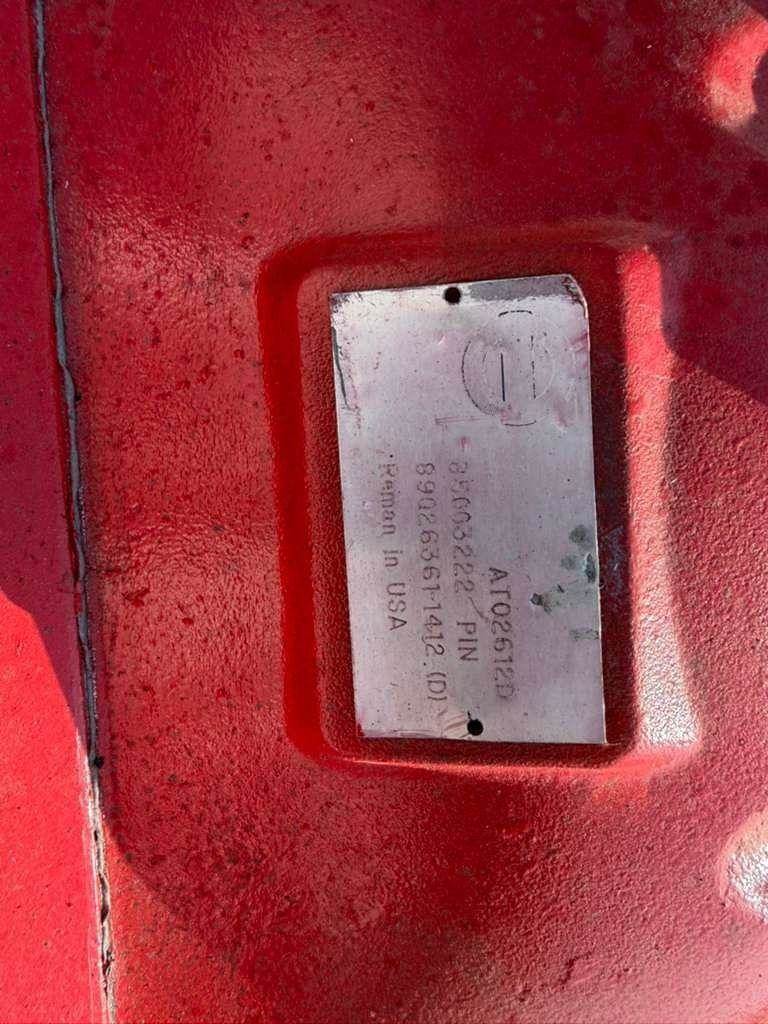 AT02612D
85003222 PIN
89026361-1412.(D)
Reman in USA